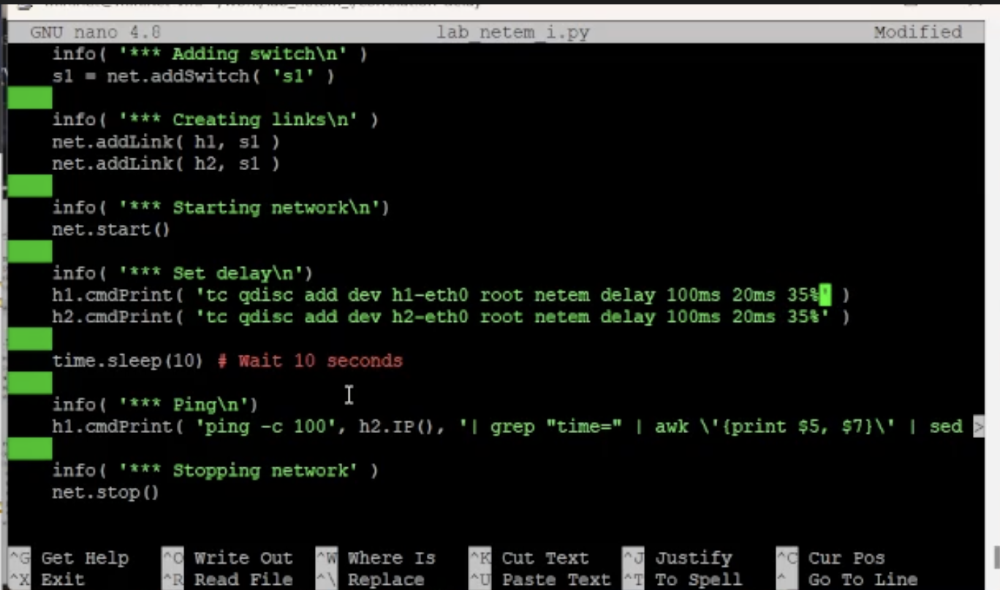 GNU nano 4.8 lab_netem_i.py Modified
info( '*** Adding switch\n' )
s1 = net.addSwitch( 's1' )
info( '*** Creating links\n' )
net.addLink( h1, s1 )
net.addLink( h2, s1 )
info( '*** Starting network\n')
net.start()
info( '*** Set delay\n')
h1.cmdPrint( 'tc qdisc add dev h1-eth0 root netem delay 100ms 20ms 35%' )
h2.cmdPrint( 'tc qdisc add dev h2-eth0 root netem delay 100ms 20ms 35%' )
time.sleep(10) # Wait 10 seconds
info( '*** Ping\n')
h1.cmdPrint( 'ping -c 100', h2.IP(), '| grep "time=" | awk \'{print $5, $7}\' | sed >
info( '*** Stopping network' )
net.stop()
^G Get Help ^O Write Out ^W Where Is ^K Cut Text ^J Justify ^C Cur Pos
^X Exit ^R Read File ^\ Replace ^U Paste Text ^T To Spell ^ Go To Line